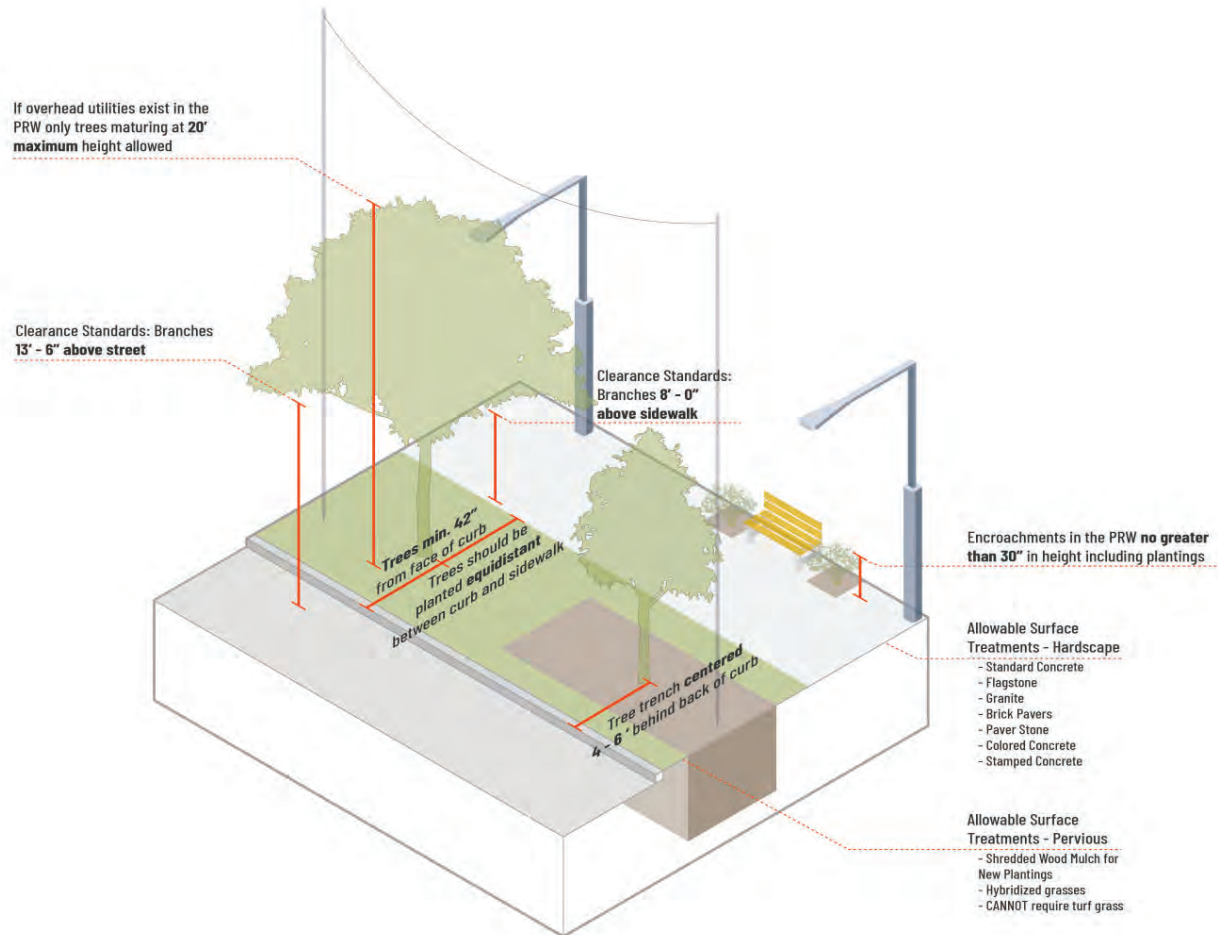 If overhead utilities exist in the
PRW only trees maturing at 20’
maximum height allowed
Clearance Standards: Branches
13’ - 6” above street
Clearance Standards:
Branches 8’ - 0”
above sidewalk
Trees min. 42”
from face of curb
Trees should be
planted equidistant
between curb and sidewalk
Tree trench centered
4 - 6 ’ behind back of curb
Encroachments in the PRW no greater
than 30” in height including plantings
Allowable Surface
Treatments - Hardscape
- Standard Concrete
- Flagstone
- Granite
- Brick Pavers
- Paver Stone
- Colored Concrete
- Stamped Concrete
Allowable Surface
Treatments - Pervious
- Shredded Wood Mulch for
New Plantings
- Hybridized grasses
- CANNOT require turf grass